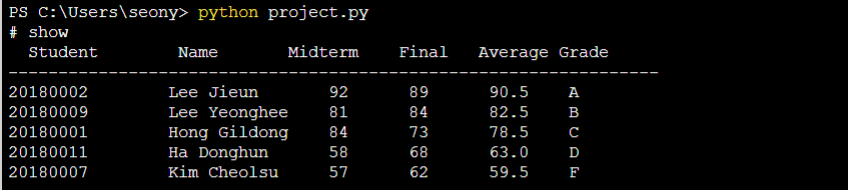 PS C:\Users\seony> python project.py
# show
  Student        Name       Midterm    Final   Average Grade
-----------------------------------------------------------------
20180002        Lee Jieun       92      89      90.5    A
20180009        Lee Yeonghee    81      84      82.5    B
20180001        Hong Gildong    84      73      78.5    C
20180011        Ha Donghun      58      68      63.0    D
20180007        Kim Cheolsu     57      62      59.5    F